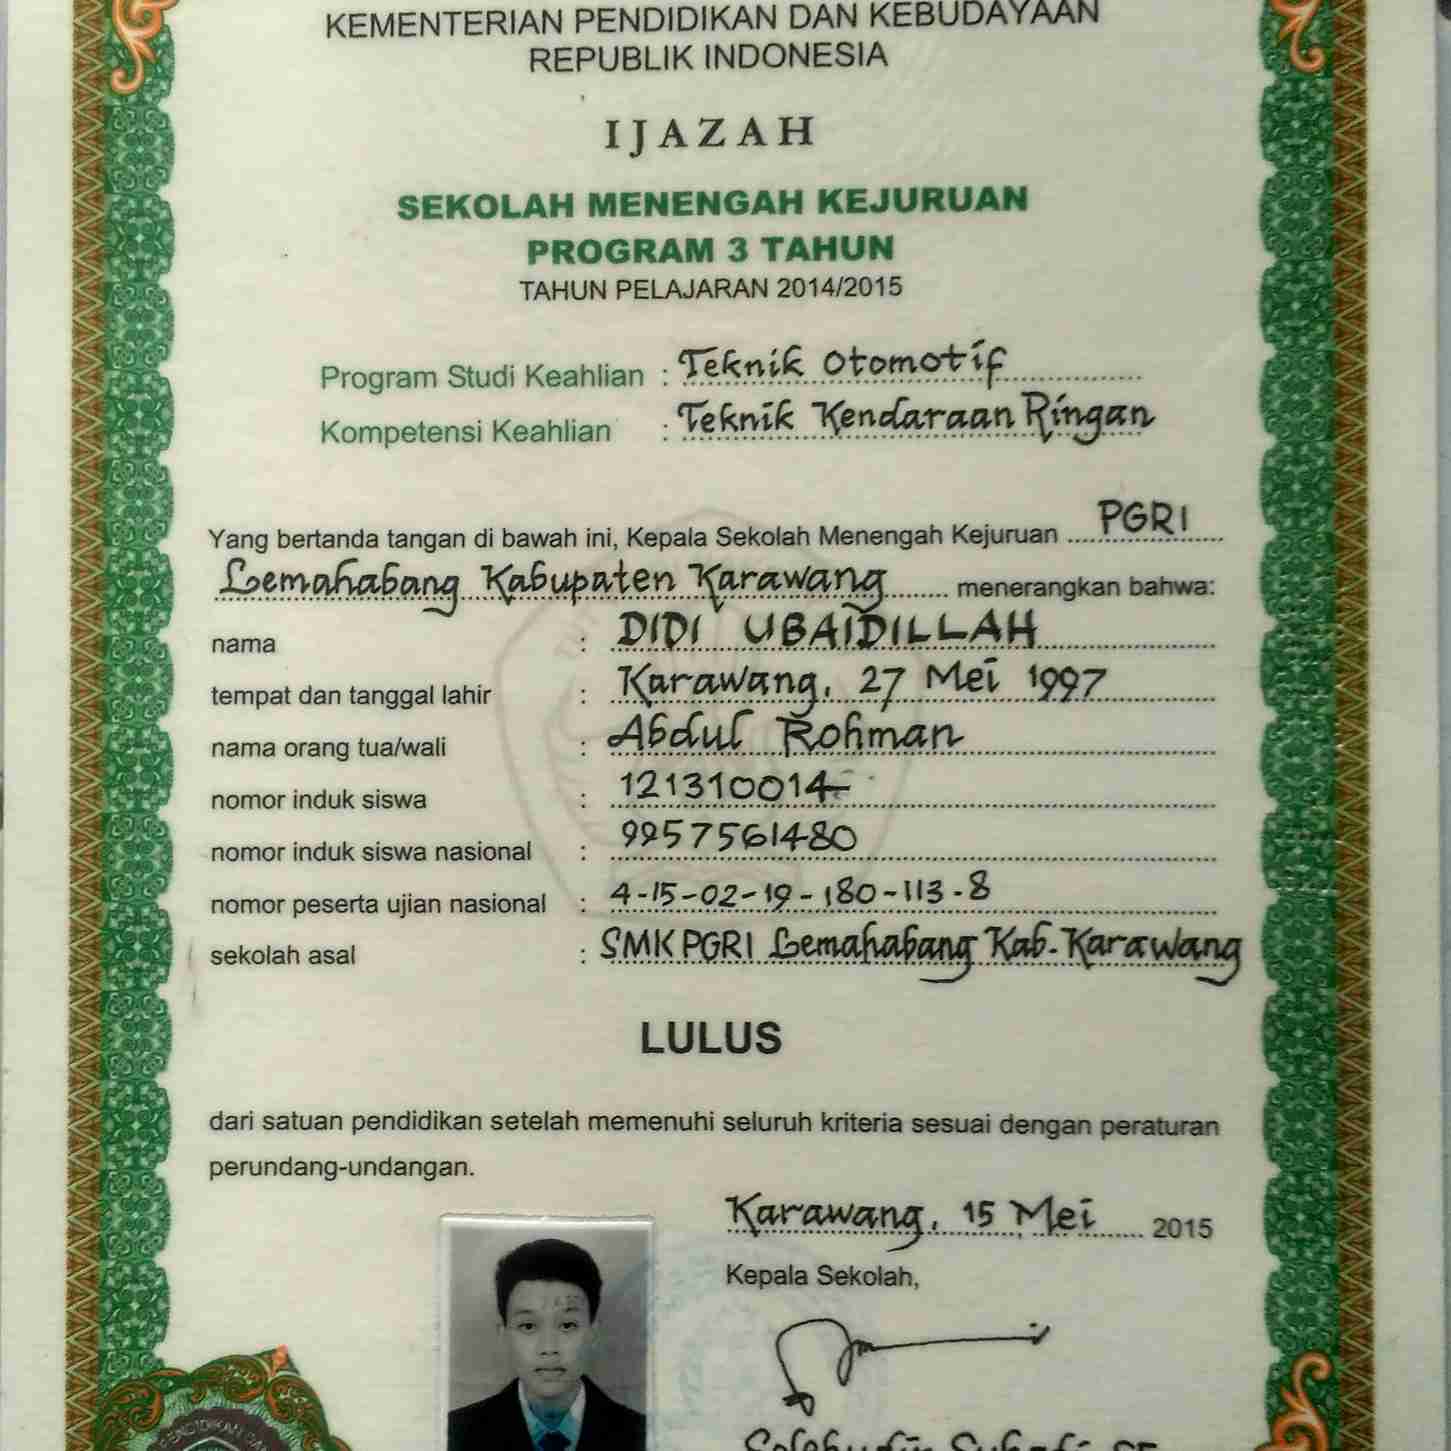 KEMENTERIAN PENDIDIKAN DAN KEBUDAYAAN
REPUBLIK INDONESIA
IJAZAH
SEKOLAH MENENGAH KEJURUAN
PROGRAM 3 TAHUN
TAHUN PELAJARAN 2014/2015
Program Studi Keahlian : Teknik Otomotif
Kompetensi Keahlian : Teknik Kendaraan Ringan
Yang bertanda tangan di bawah ini, Kepala Sekolah Menengah Kejuruan PGRI
Lemahabang Kabupaten Karawang menerangkan bahwa:
nama : DIDI UBAIDILLAH
tempat dan tanggal lahir : Karawang, 27 Mei 1997
nama orang tua/wali : Abdul Rohman
nomor induk siswa : 121310014
nomor induk siswa nasional : 9957561480
nomor peserta ujian nasional : 4-15-02-19-180-113-8
sekolah asal : SMK PGRI Lemahabang Kab. Karawang
LULUS
dari satuan pendidikan setelah memenuhi seluruh kriteria sesuai dengan peraturan
perundang-undangan.
Karawang, 15 Mei 2015
Kepala Sekolah,